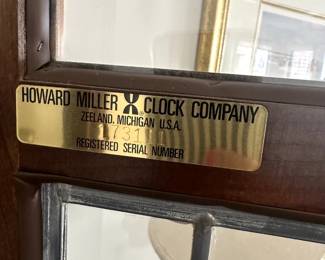 HOWARD MILLER CLOCK COMPANY
ZEELAND, MICHIGAN U.S.A.
REGISTERED SERIAL NUMBER